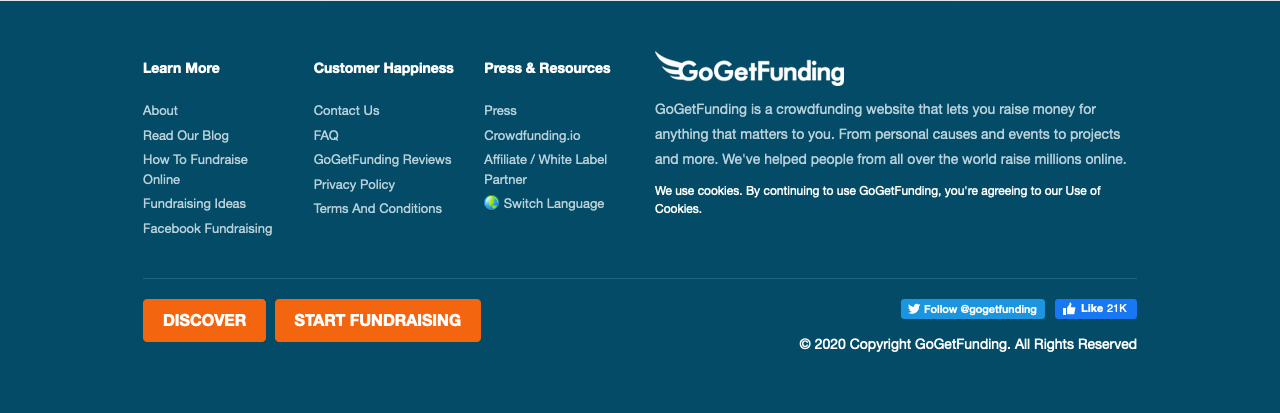 Learn More
About
Read Our Blog
How To Fundraise
Online
Fundraising Ideas
Facebook Fundraising
Customer Happiness
Contact Us
FAQ
GoGetFunding Reviews
Privacy Policy
Terms And Conditions
Press & Resources
Press
Crowdfunding.io
Affiliate / White Label
Partner
Switch Language
GoGetFunding
GoGetFunding is a crowdfunding website that lets you raise money for
anything that matters to you. From personal causes and events to projects
and more. We've helped people from all over the world raise millions online.
We use cookies. By continuing to use GoGetFunding, you're agreeing to our Use of
Cookies.
DISCOVER
START FUNDRAISING
Follow @gogetfunding
Like 21K
© 2020 Copyright GoGetFunding. All Rights Reserved